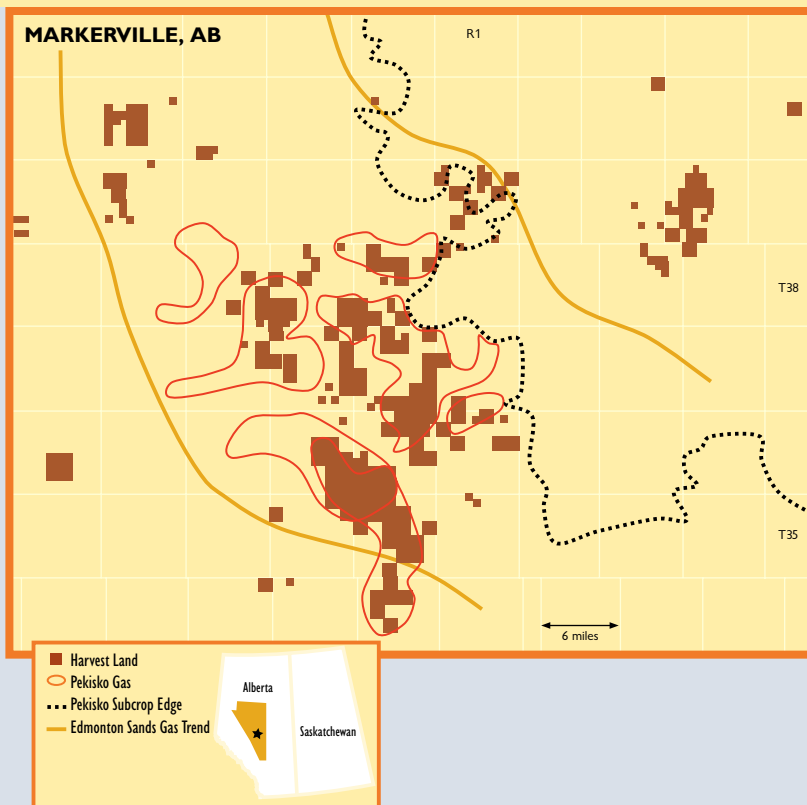 MARKERVILLE, AB
R1
T38
T35
6 miles
Harvest Land
Pekisko Gas
Pekisko Subcrop Edge
Edmonton Sands Gas Trend
Alberta
Saskatchewan